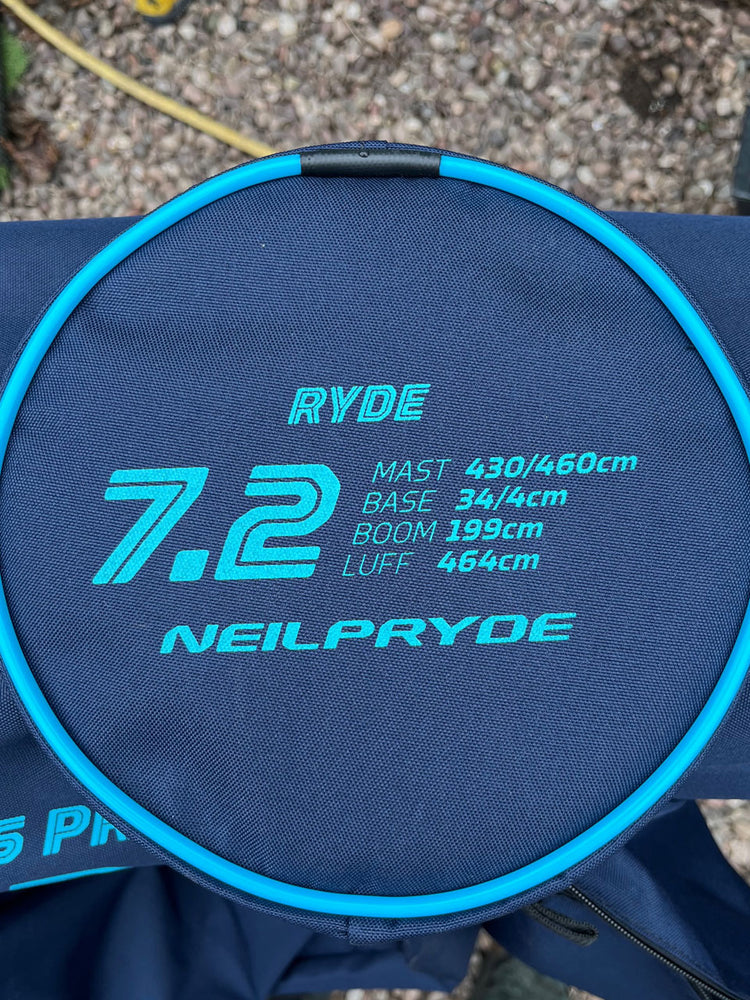 RYDE
7.2
MAST 430/460cm
BASE 34/4cm
BOOM 199cm
LUFF 464cm
NEILPRYDE